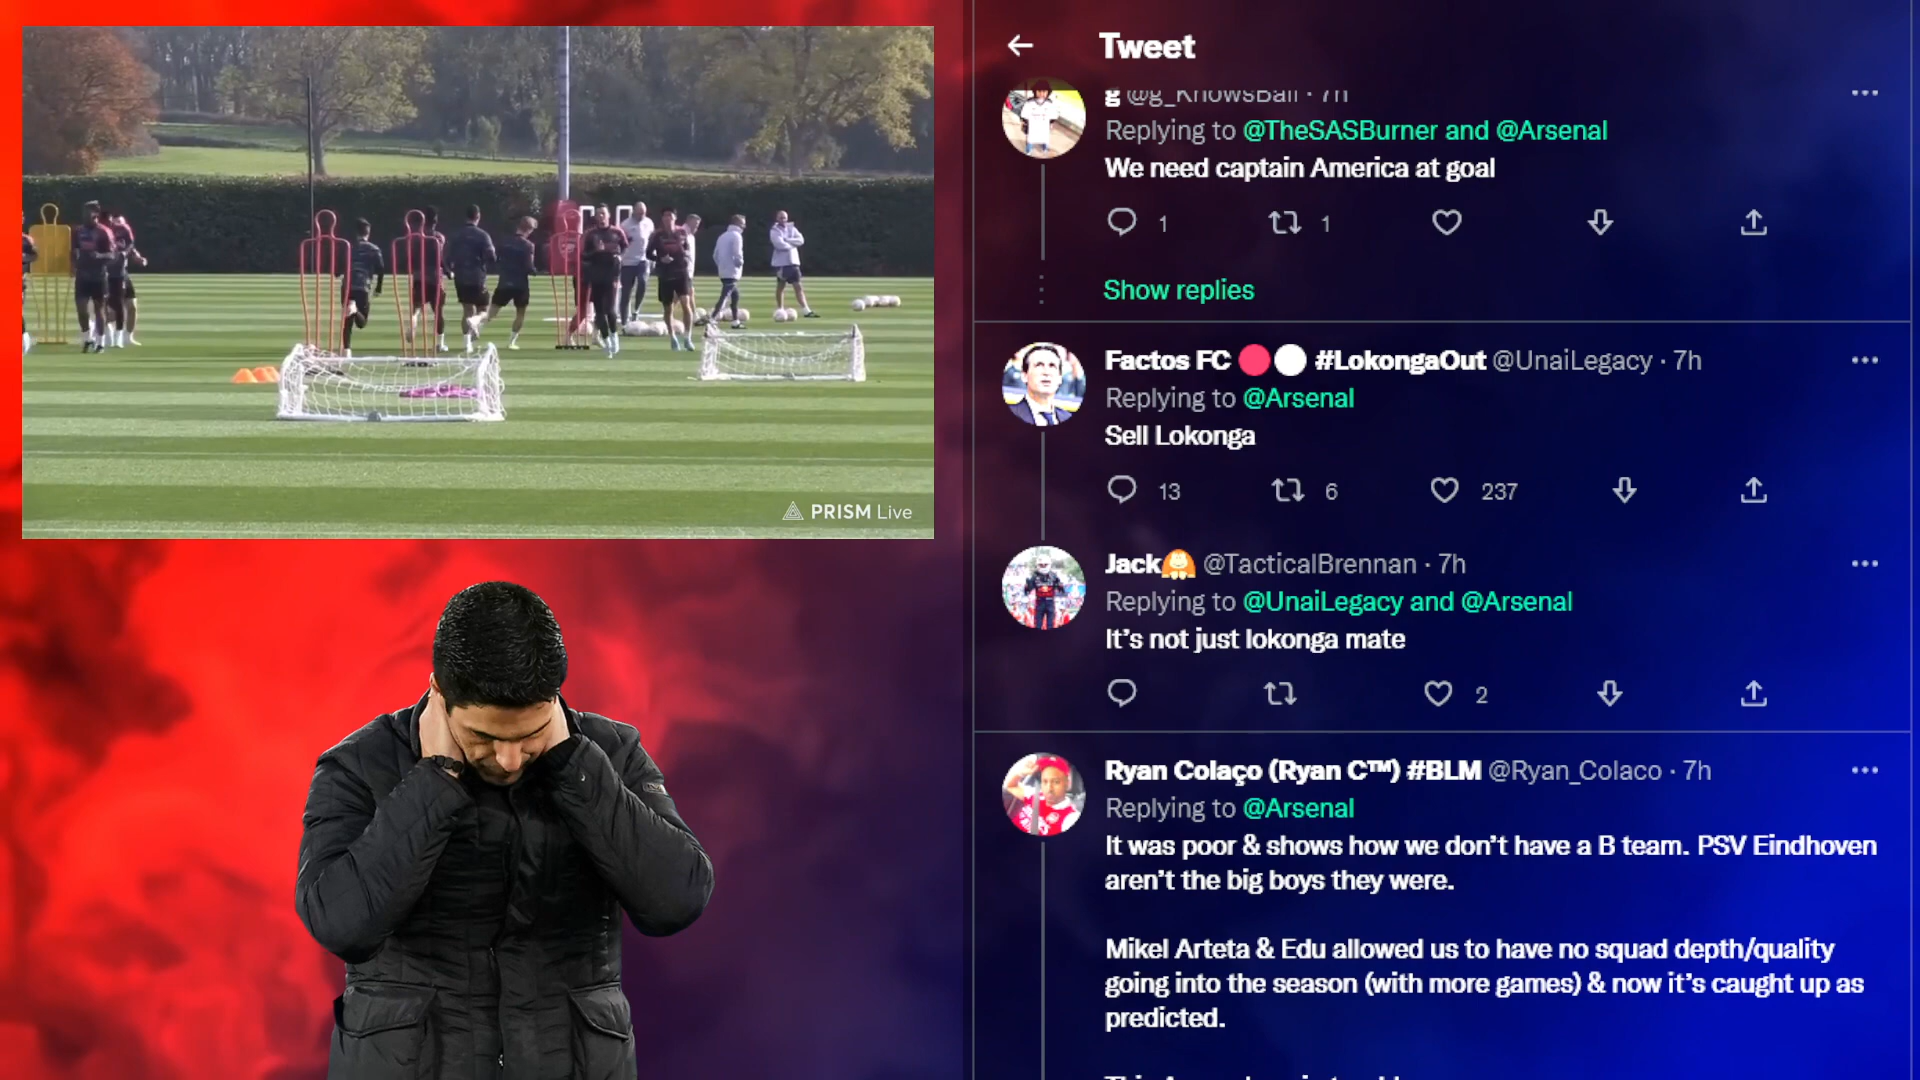 Tweet
g @g_KnowsBall · 7h
Replying to @TheSASBurner and @Arsenal
We need captain America at goal
1 1
Show replies
Factos FC #LokongaOut @UnaiLegacy · 7h
Replying to @Arsenal
Sell Lokonga
13 6 237
Jack @TacticalBrennan · 7h
Replying to @UnaiLegacy and @Arsenal
It's not just lokonga mate
2
Ryan Colaço (Ryan C™) #BLM @Ryan_Colaco · 7h
Replying to @Arsenal
It was poor & shows how we don't have a B team. PSV Eindhoven
aren't the big boys they were.
Mikel Arteta & Edu allowed us to have no squad depth/quality
going into the season (with more games) & now it's caught up as
predicted.
PRISM Live